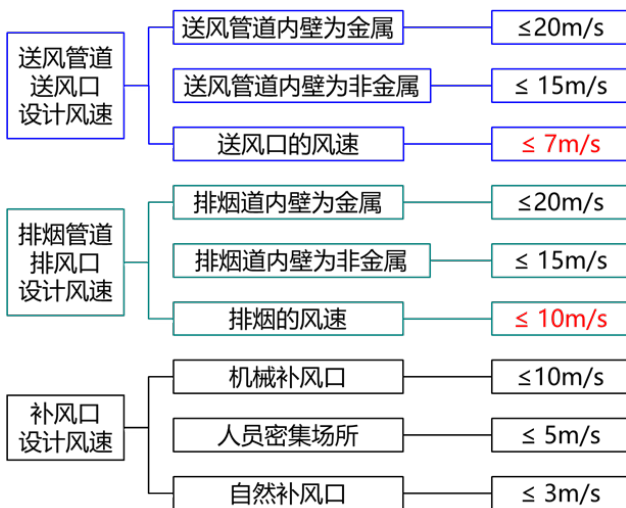 送风管道
送风口
设计风速
送风管道内壁为金属
≤20m/s
送风管道内壁为非金属
≤ 15m/s
送风口的风速
≤ 7m/s
排烟管道
排风口
设计风速
排烟道内壁为金属
≤20m/s
排烟道内壁为非金属
≤ 15m/s
排烟的风速
≤ 10m/s
补风口
设计风速
机械补风口
≤10m/s
人员密集场所
≤ 5m/s
自然补风口
≤ 3m/s